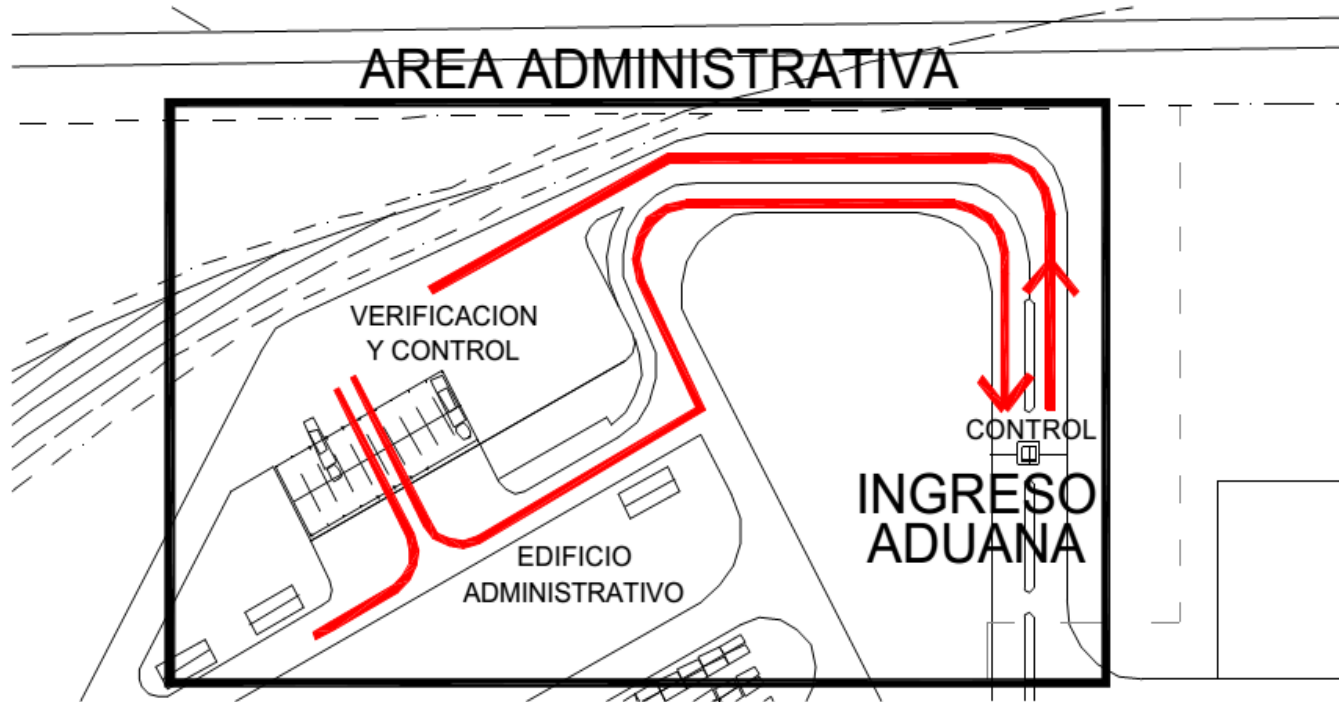 AREA ADMINISTRATIVA
VERIFICACION
Y CONTROL
CONTROL
INGRESO
ADUANA
EDIFICIO
ADMINISTRATIVO